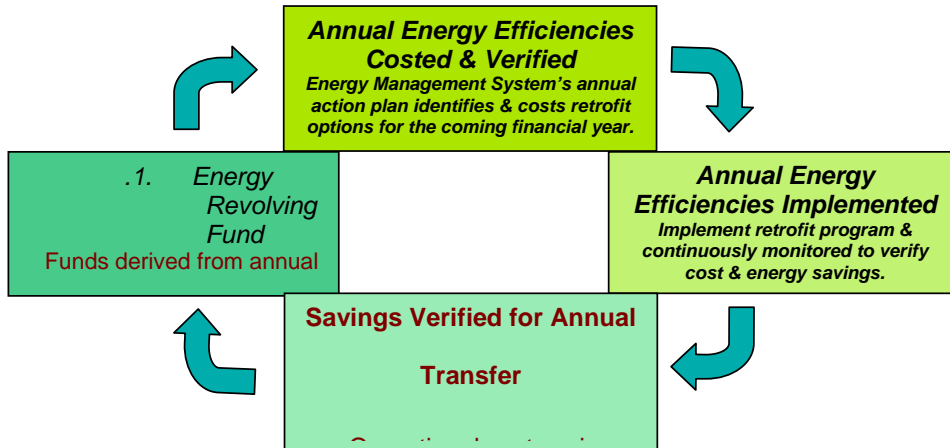 Annual Energy Efficiencies
Costed & Verified
Energy Management System's annual
action plan identifies & costs retrofit
options for the coming financial year.
.1. Energy
Revolving
Fund
Funds derived from annual
Annual Energy
Efficiencies Implemented
Implement retrofit program &
continuously monitored to verify
cost & energy savings.
Savings Verified for Annual
Transfer